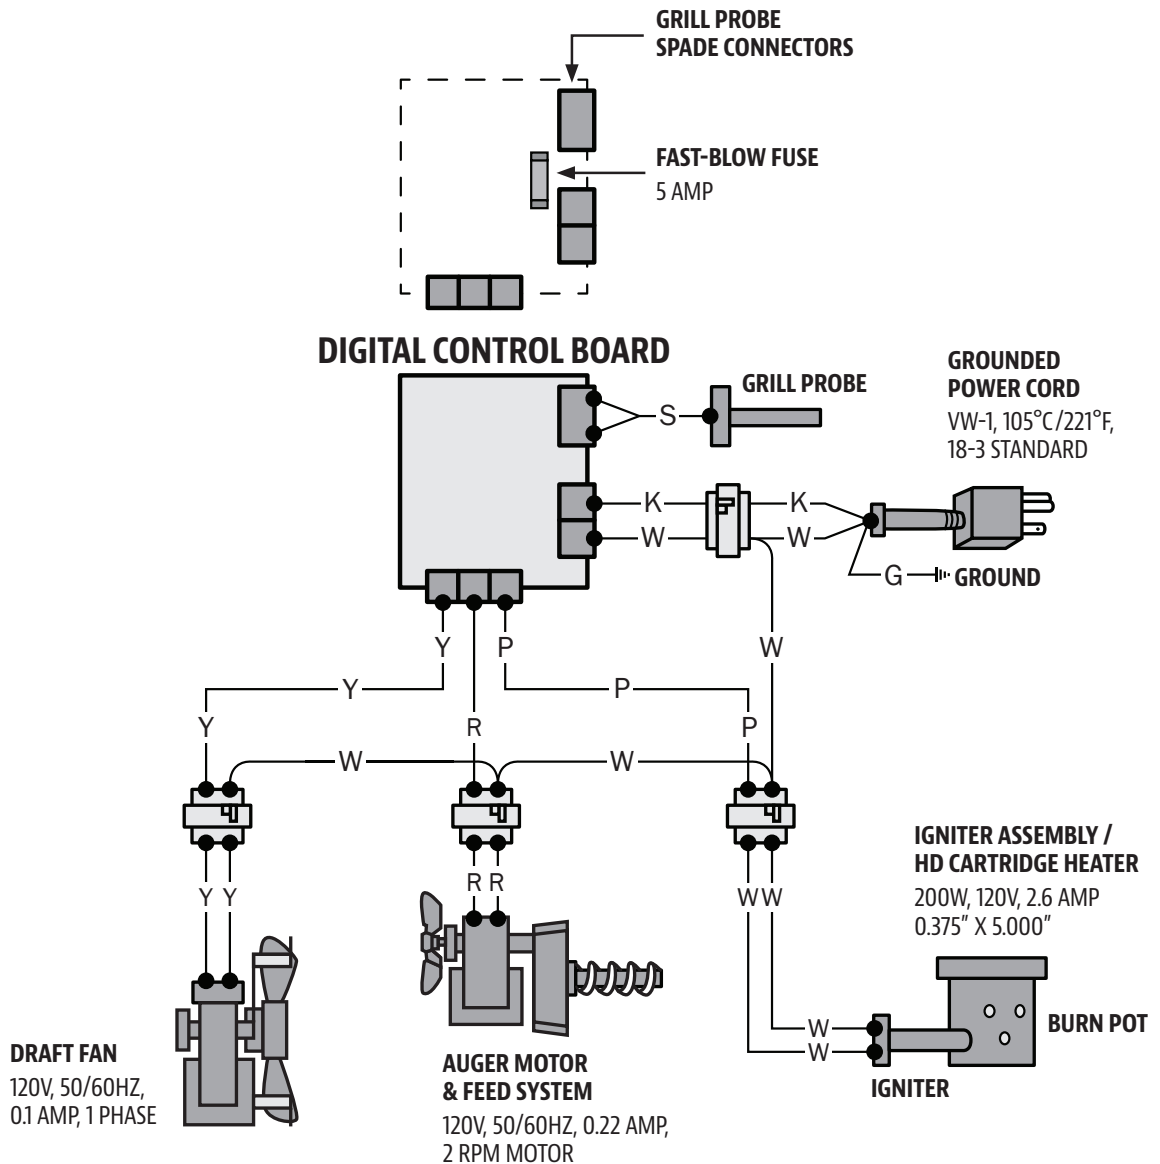 GRILL PROBE
SPADE CONNECTORS
FAST-BLOW FUSE
5 AMP
DIGITAL CONTROL BOARD
GRILL PROBE
GROUNDED
POWER CORD
VW-1, 105°C/221°F,
18-3 STANDARD
S
K
K
W
W
G
GROUND
Y
P
W
Y
P
Y
R
P
W
W
R R
Y Y
W W
IGNITER ASSEMBLY /
HD CARTRIDGE HEATER
200W, 120V, 2.6 AMP
0.375” X 5.000”
W
W
BURN POT
IGNITER
DRAFT FAN
120V, 50/60HZ,
0.1 AMP, 1 PHASE
AUGER MOTOR
& FEED SYSTEM
120V, 50/60HZ, 0.22 AMP,
2 RPM MOTOR